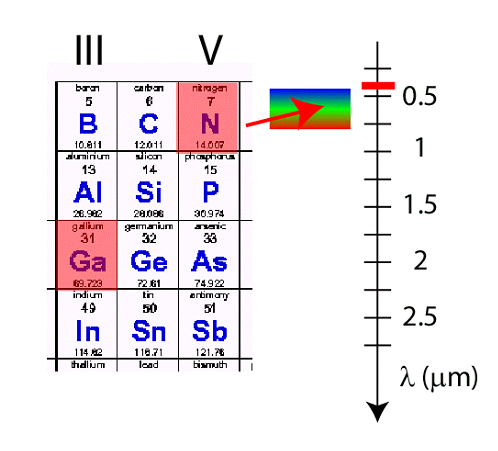 III V
boron carbon nitrogen
5 6 7
B C N
10.811 12.011 14.007
aluminium silicon phosphorus
13 14 15
Al Si P
26.982 28.086 30.974
gallium germanium arsenic
31 32 33
Ga Ge As
69.723 72.61 74.922
indium tin antimony
49 50 51
In Sn Sb
114.82 118.71 121.76
thallium lead bismuth
0.5
1
1.5
2
2.5
λ (μm)